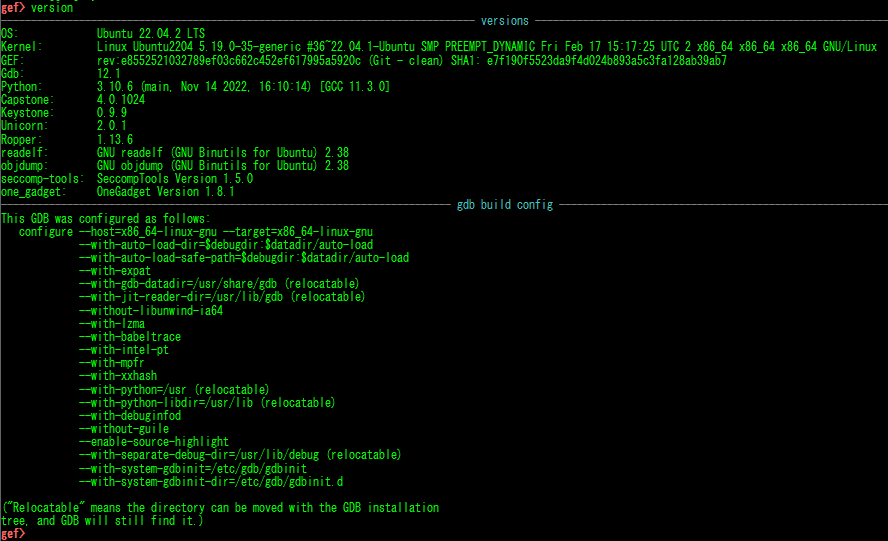 gef> version
versions
OS: Ubuntu 22.04.2 LTS
Kernel: Linux Ubuntu2204 5.19.0-35-generic #36~22.04.1-Ubuntu SMP PREEMPT_DYNAMIC Fri Feb 17 15:17:25 UTC 2 x86_64 x86_64 x86_64 GNU/Linux
GEF: rev:e8552521032789ef03c662c452ef617995a5920c (Git - clean) SHA1: e7f190f5523da9f4d024b893a5c3fa128ab39ab7
Gdb: 12.1
Python: 3.10.6 (main, Nov 14 2022, 16:10:14) [GCC 11.3.0]
Capstone: 4.0.1024
Keystone: 0.9.9
Unicorn: 2.0.1
Ropper: 1.13.6
readelf: GNU readelf (GNU Binutils for Ubuntu) 2.38
objdump: GNU objdump (GNU Binutils for Ubuntu) 2.38
seccomp-tools: SeccompTools Version 1.5.0
one_gadget: OneGadget Version 1.8.1
gdb build config
This GDB was configured as follows:
configure --host=x86_64-linux-gnu --target=x86_64-linux-gnu
--with-auto-load-dir=$debugdir:$datadir/auto-load
--with-auto-load-safe-path=$debugdir:$datadir/auto-load
--with-expat
--with-gdb-datadir=/usr/share/gdb (relocatable)
--with-jit-reader-dir=/usr/lib/gdb (relocatable)
--without-libunwind-ia64
--with-lzma
--with-babeltrace
--with-intel-pt
--with-mpfr
--with-xxhash
--with-python=/usr (relocatable)
--with-python-libdir=/usr/lib (relocatable)
--with-debuginfod
--without-guile
--enable-source-highlight
--with-separate-debug-dir=/usr/lib/debug (relocatable)
--with-system-gdbinit=/etc/gdb/gdbinit
--with-system-gdbinit-dir=/etc/gdb/gdbinit.d
("Relocatable" means the directory can be moved with the GDB installation
tree, and GDB will still find it.)
gef>